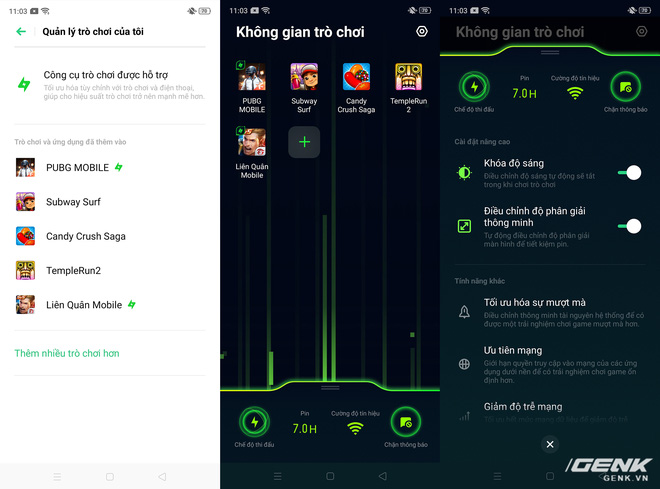 11:03
70
Quản lý trò chơi của tôi
Công cụ trò chơi được hỗ trợ
Tối ưu hóa tùy chỉnh với trò chơi và điện thoại,
giúp cho hiệu suất trò chơi trở nên mạnh mẽ hơn.
Trò chơi và ứng dụng đã thêm vào
PUBG MOBILE
Subway Surf
Candy Crush Saga
TempleRun2
Liên Quân Mobile
Thêm nhiều trò chơi hơn
11:03
70
Không gian trò chơi
PUBG
MOBILE
Subway
Surf
Candy
Crush Saga
TempleRun
2
Liên Quân
Mobile
Chế độ thi đấu
Pin
7.0H
Cường độ tín hiệu
Chặn thông báo
11:03
70
Không gian trò chơi
Chế độ thi đấu
Pin
7.0H
Cường độ tín hiệu
Chặn thông báo
Cài đặt nâng cao
Khóa độ sáng
Điều chỉnh độ sáng tự động sẽ tắt
trong khi chơi trò chơi
Điều chỉnh độ phân giải
thông minh
Tự động điều chỉnh độ phân giải
màn hình để tiết kiệm pin.
Tính năng khác
Tối ưu hóa sự mượt mà
Điều chỉnh thông minh tài nguyên hệ thống để có
được một trải nghiệm chơi game mượt mà hơn.
Ưu tiên mạng
Giới hạn quyền truy cập vào mạng của các ứng
dụng dưới nền để có trải nghiệm chơi game ổn
định hơn.
Giảm độ trễ mạng
GENK
GENK.VN